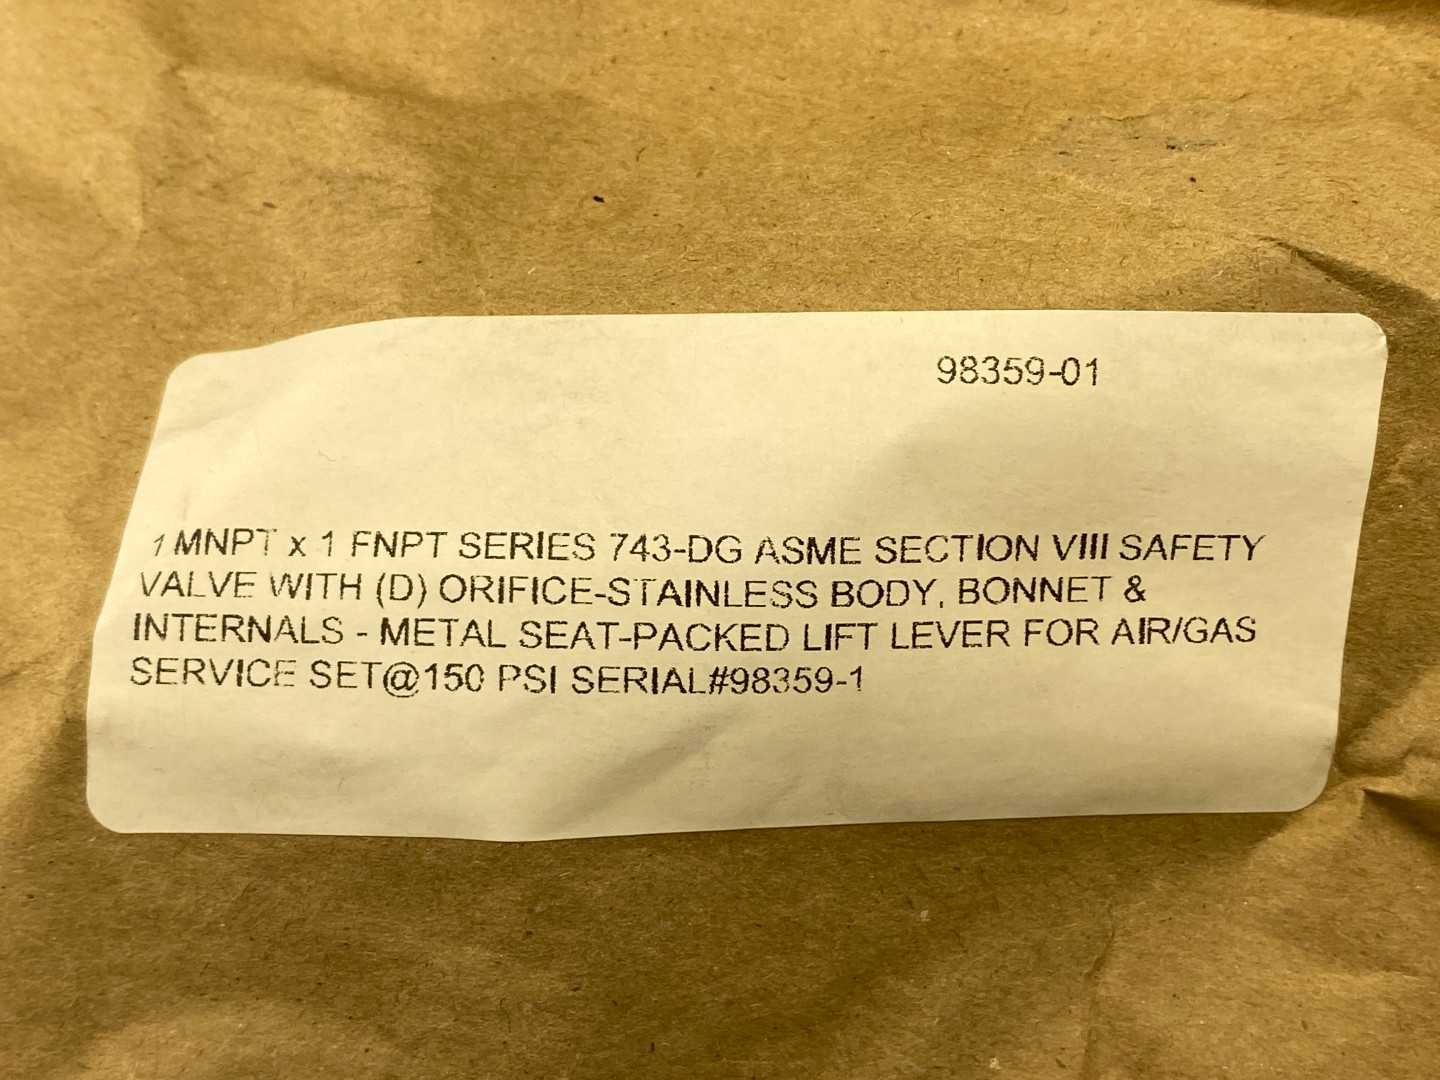 98359-01
1 MNPT x 1 FNPT SERIES 743-DG ASME SECTION VIII SAFETY
VALVE WITH (D) ORIFICE-STAINLESS BODY, BONNET &
INTERNALS - METAL SEAT-PACKED LIFT LEVER FOR AIR/GAS
SERVICE SET@150 PSI SERIAL#98359-1